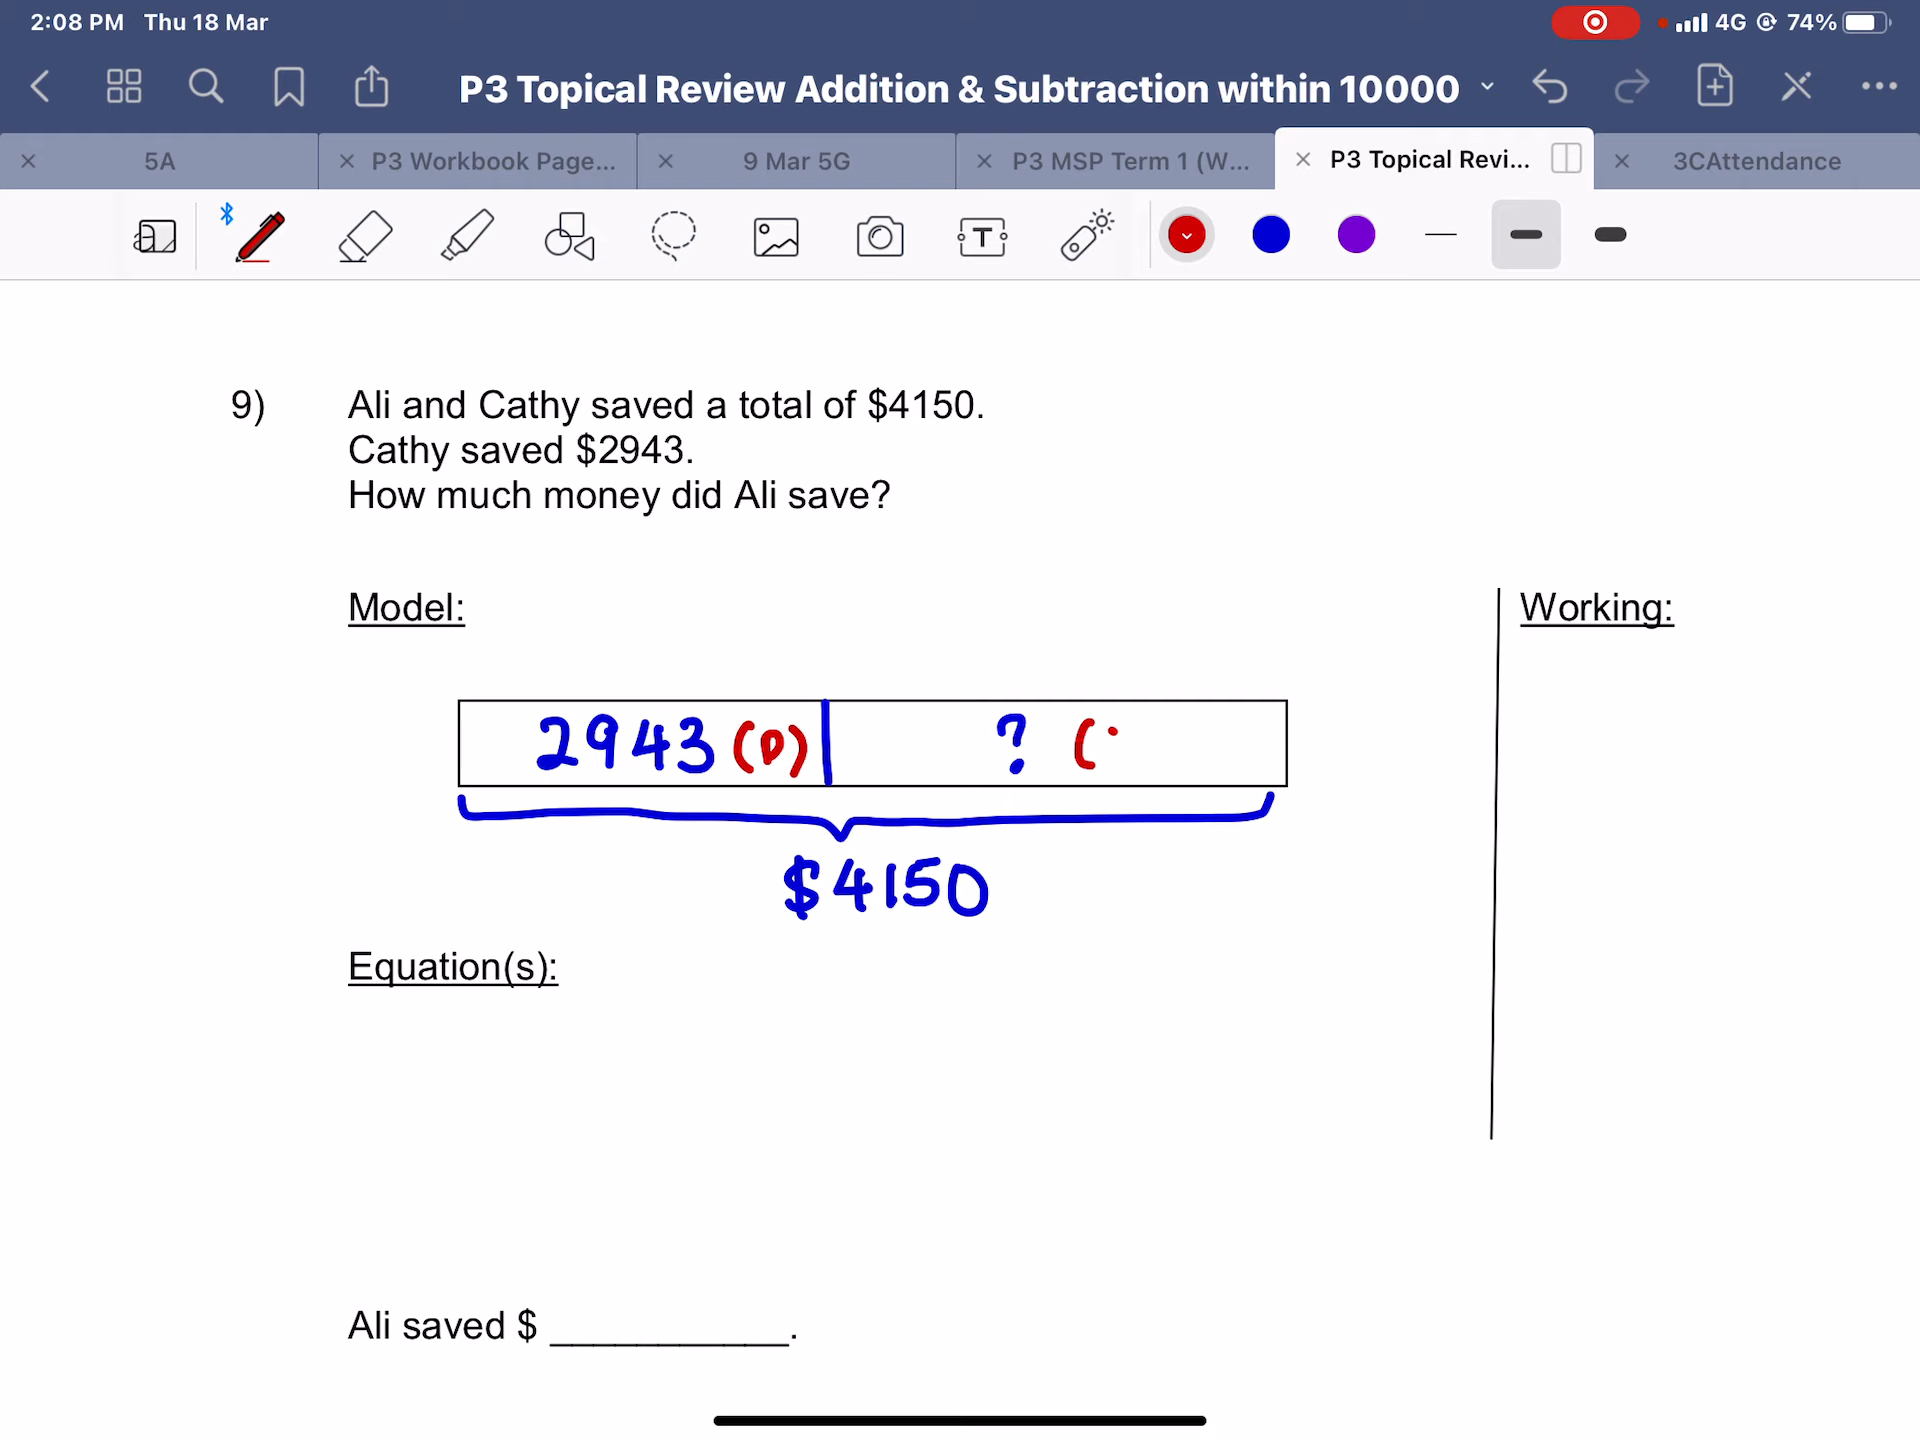 2:08 PM Thu 18 Mar 4G 74%
P3 Topical Review Addition & Subtraction within 10000
5A P3 Workbook Page... 9 Mar 5G P3 MSP Term 1 (W... P3 Topical Revi... 3CAttendance
9) Ali and Cathy saved a total of $4150.
Cathy saved $2943.
How much money did Ali save?
Model: Working:
2943 (P) ? (
$4150
Equation(s):
Ali saved $ ___________.